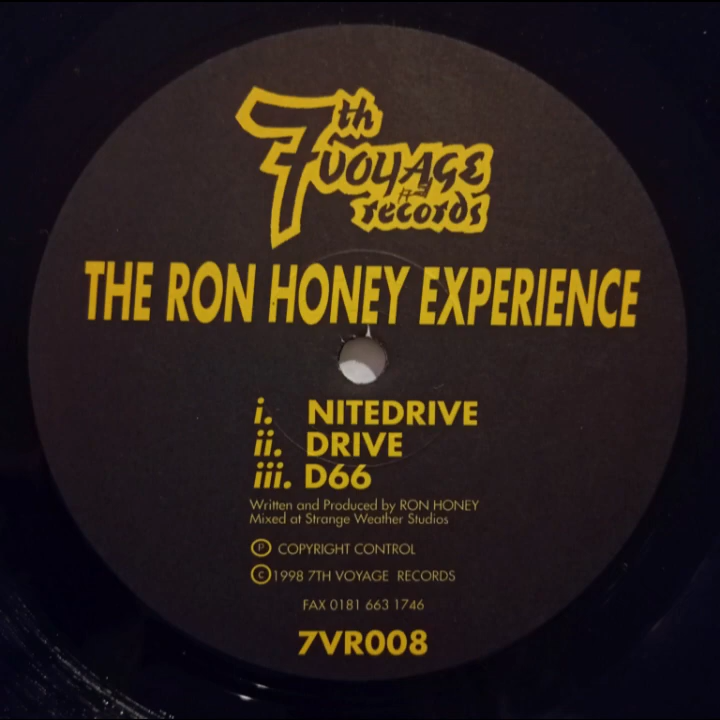 7th
VOYAGE
records
THE RON HONEY EXPERIENCE
i. NITEDRIVE
ii. DRIVE
iii. D66
Written and Produced by RON HONEY
Mixed at Strange Weather Studios
Ⓟ COPYRIGHT CONTROL
© 1998 7TH VOYAGE RECORDS
FAX 0181 663 1746
7VR008